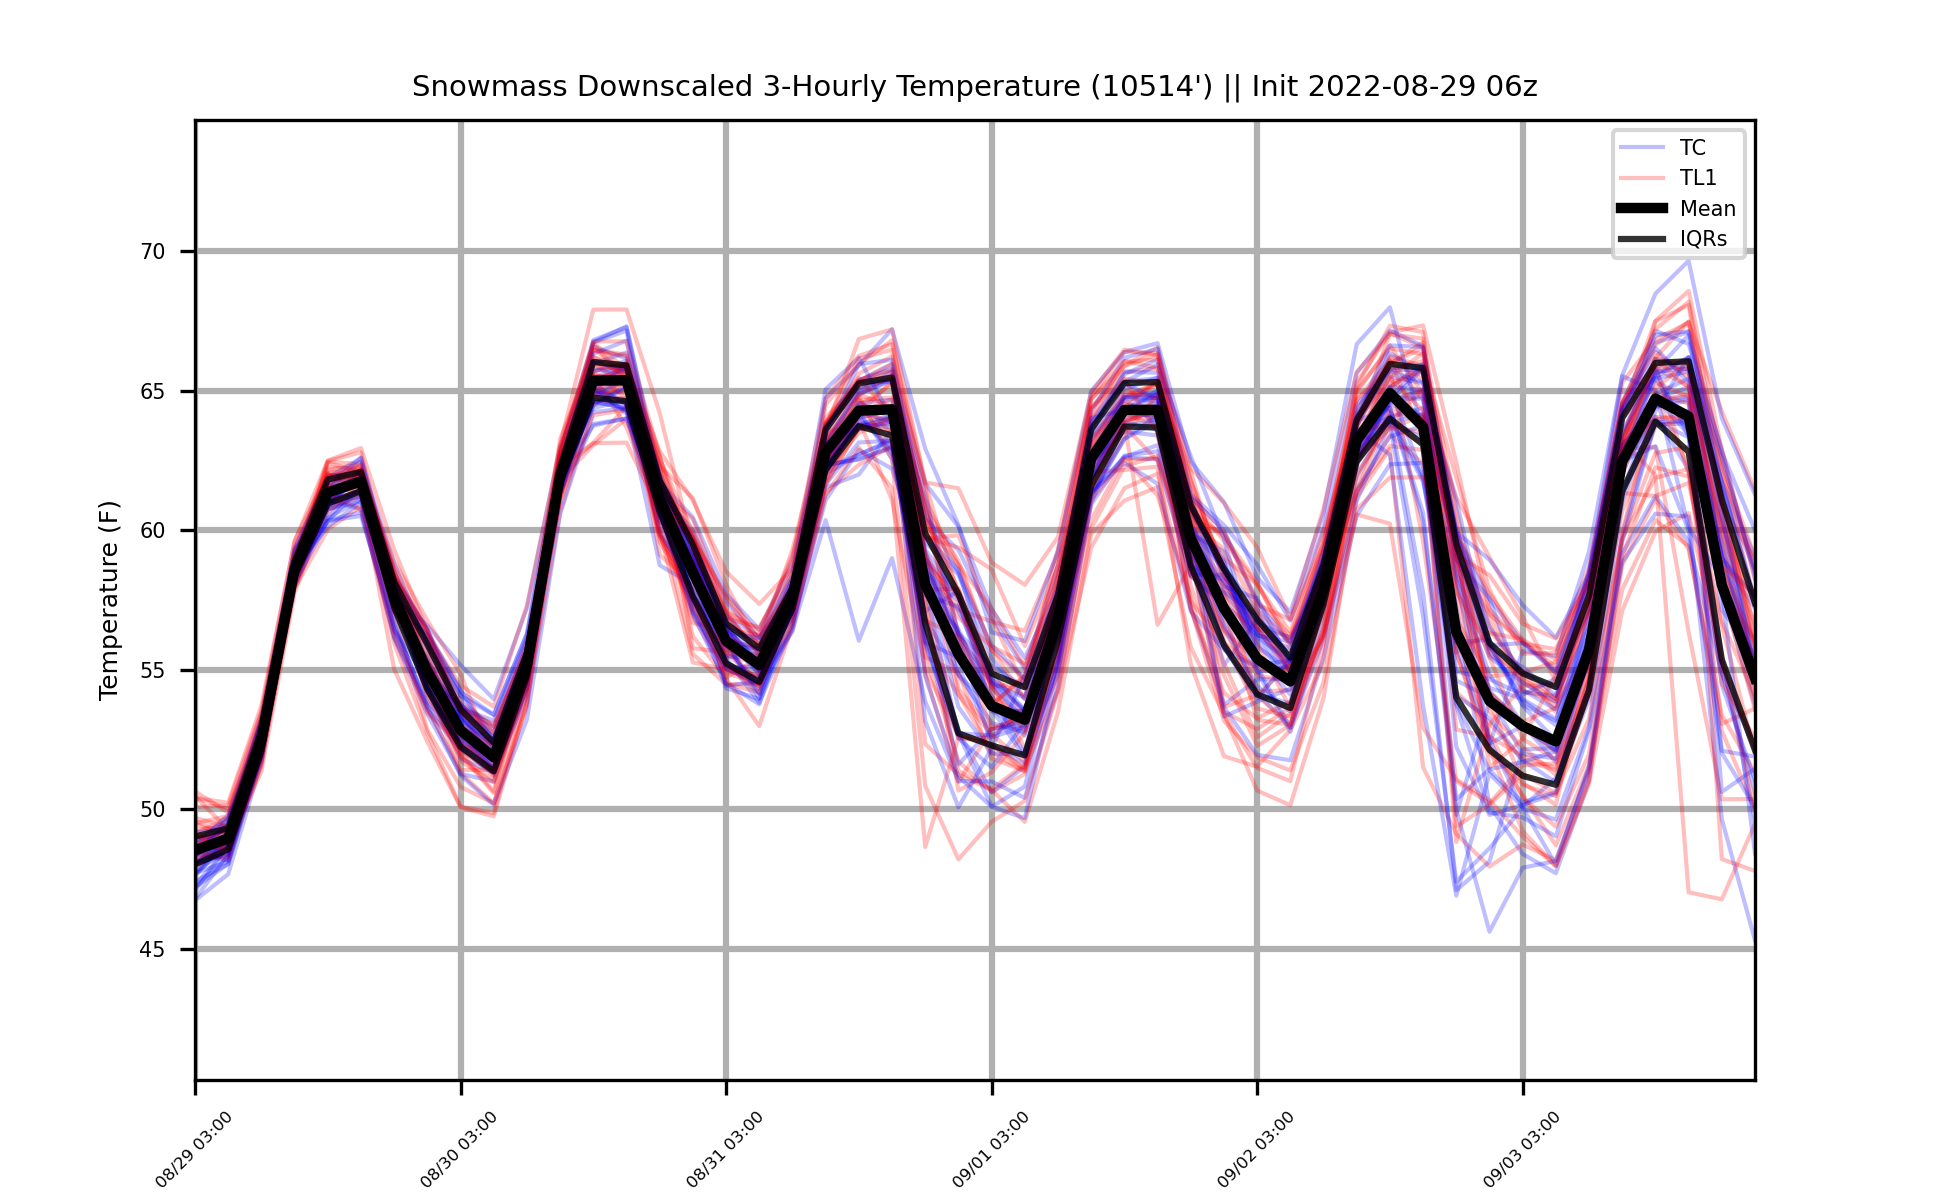 Snowmass Downscaled 3-Hourly Temperature (10514') || Init 2022-08-29 06z
TC
TL1
Mean
IQRs
Temperature (F)
70
65
60
55
50
45
08/29 03:00
08/30 03:00
08/31 03:00
09/01 03:00
09/02 03:00
09/03 03:00